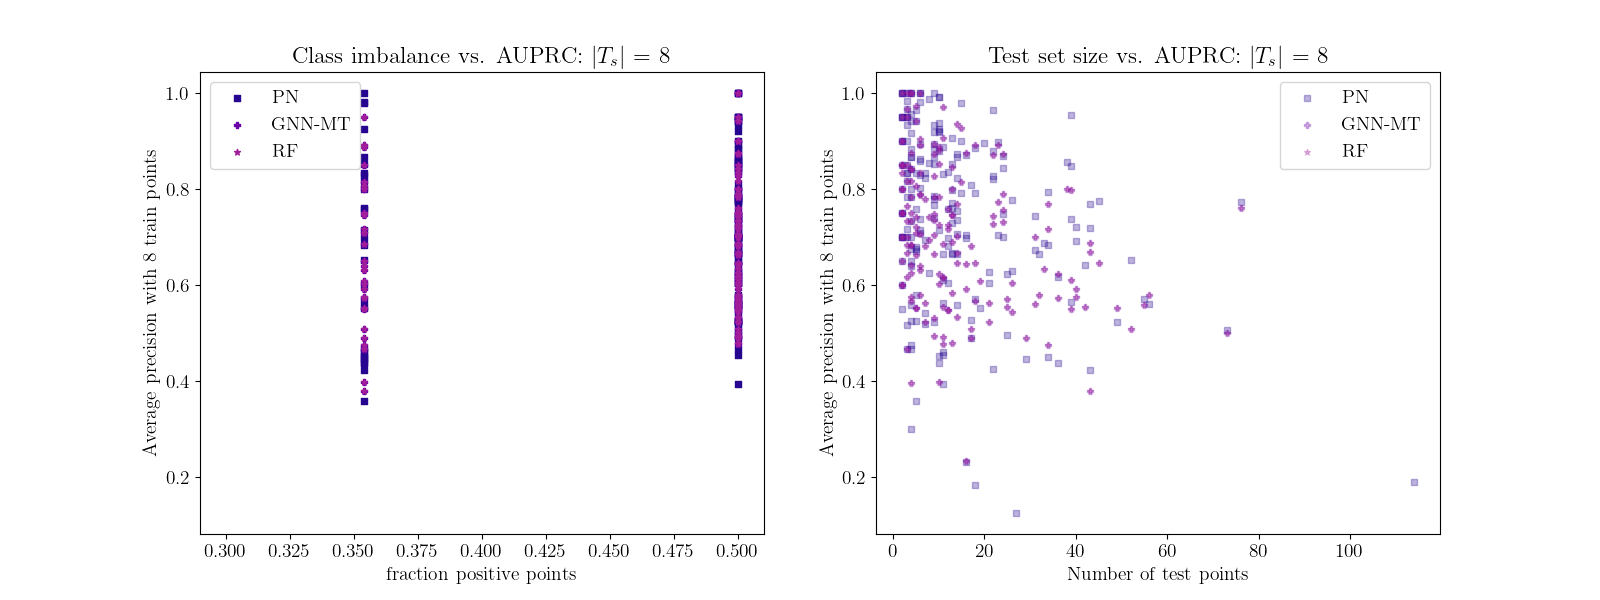 Class imbalance vs. AUPRC: |T_s| = 8
PN
GNN-MT
RF
Average precision with 8 train points
1.0
0.8
0.6
0.4
0.2
0.300 0.325 0.350 0.375 0.400 0.425 0.450 0.475 0.500
fraction positive points
Test set size vs. AUPRC: |T_s| = 8
PN
GNN-MT
RF
Average precision with 8 train points
1.0
0.8
0.6
0.4
0.2
0 20 40 60 80 100
Number of test points